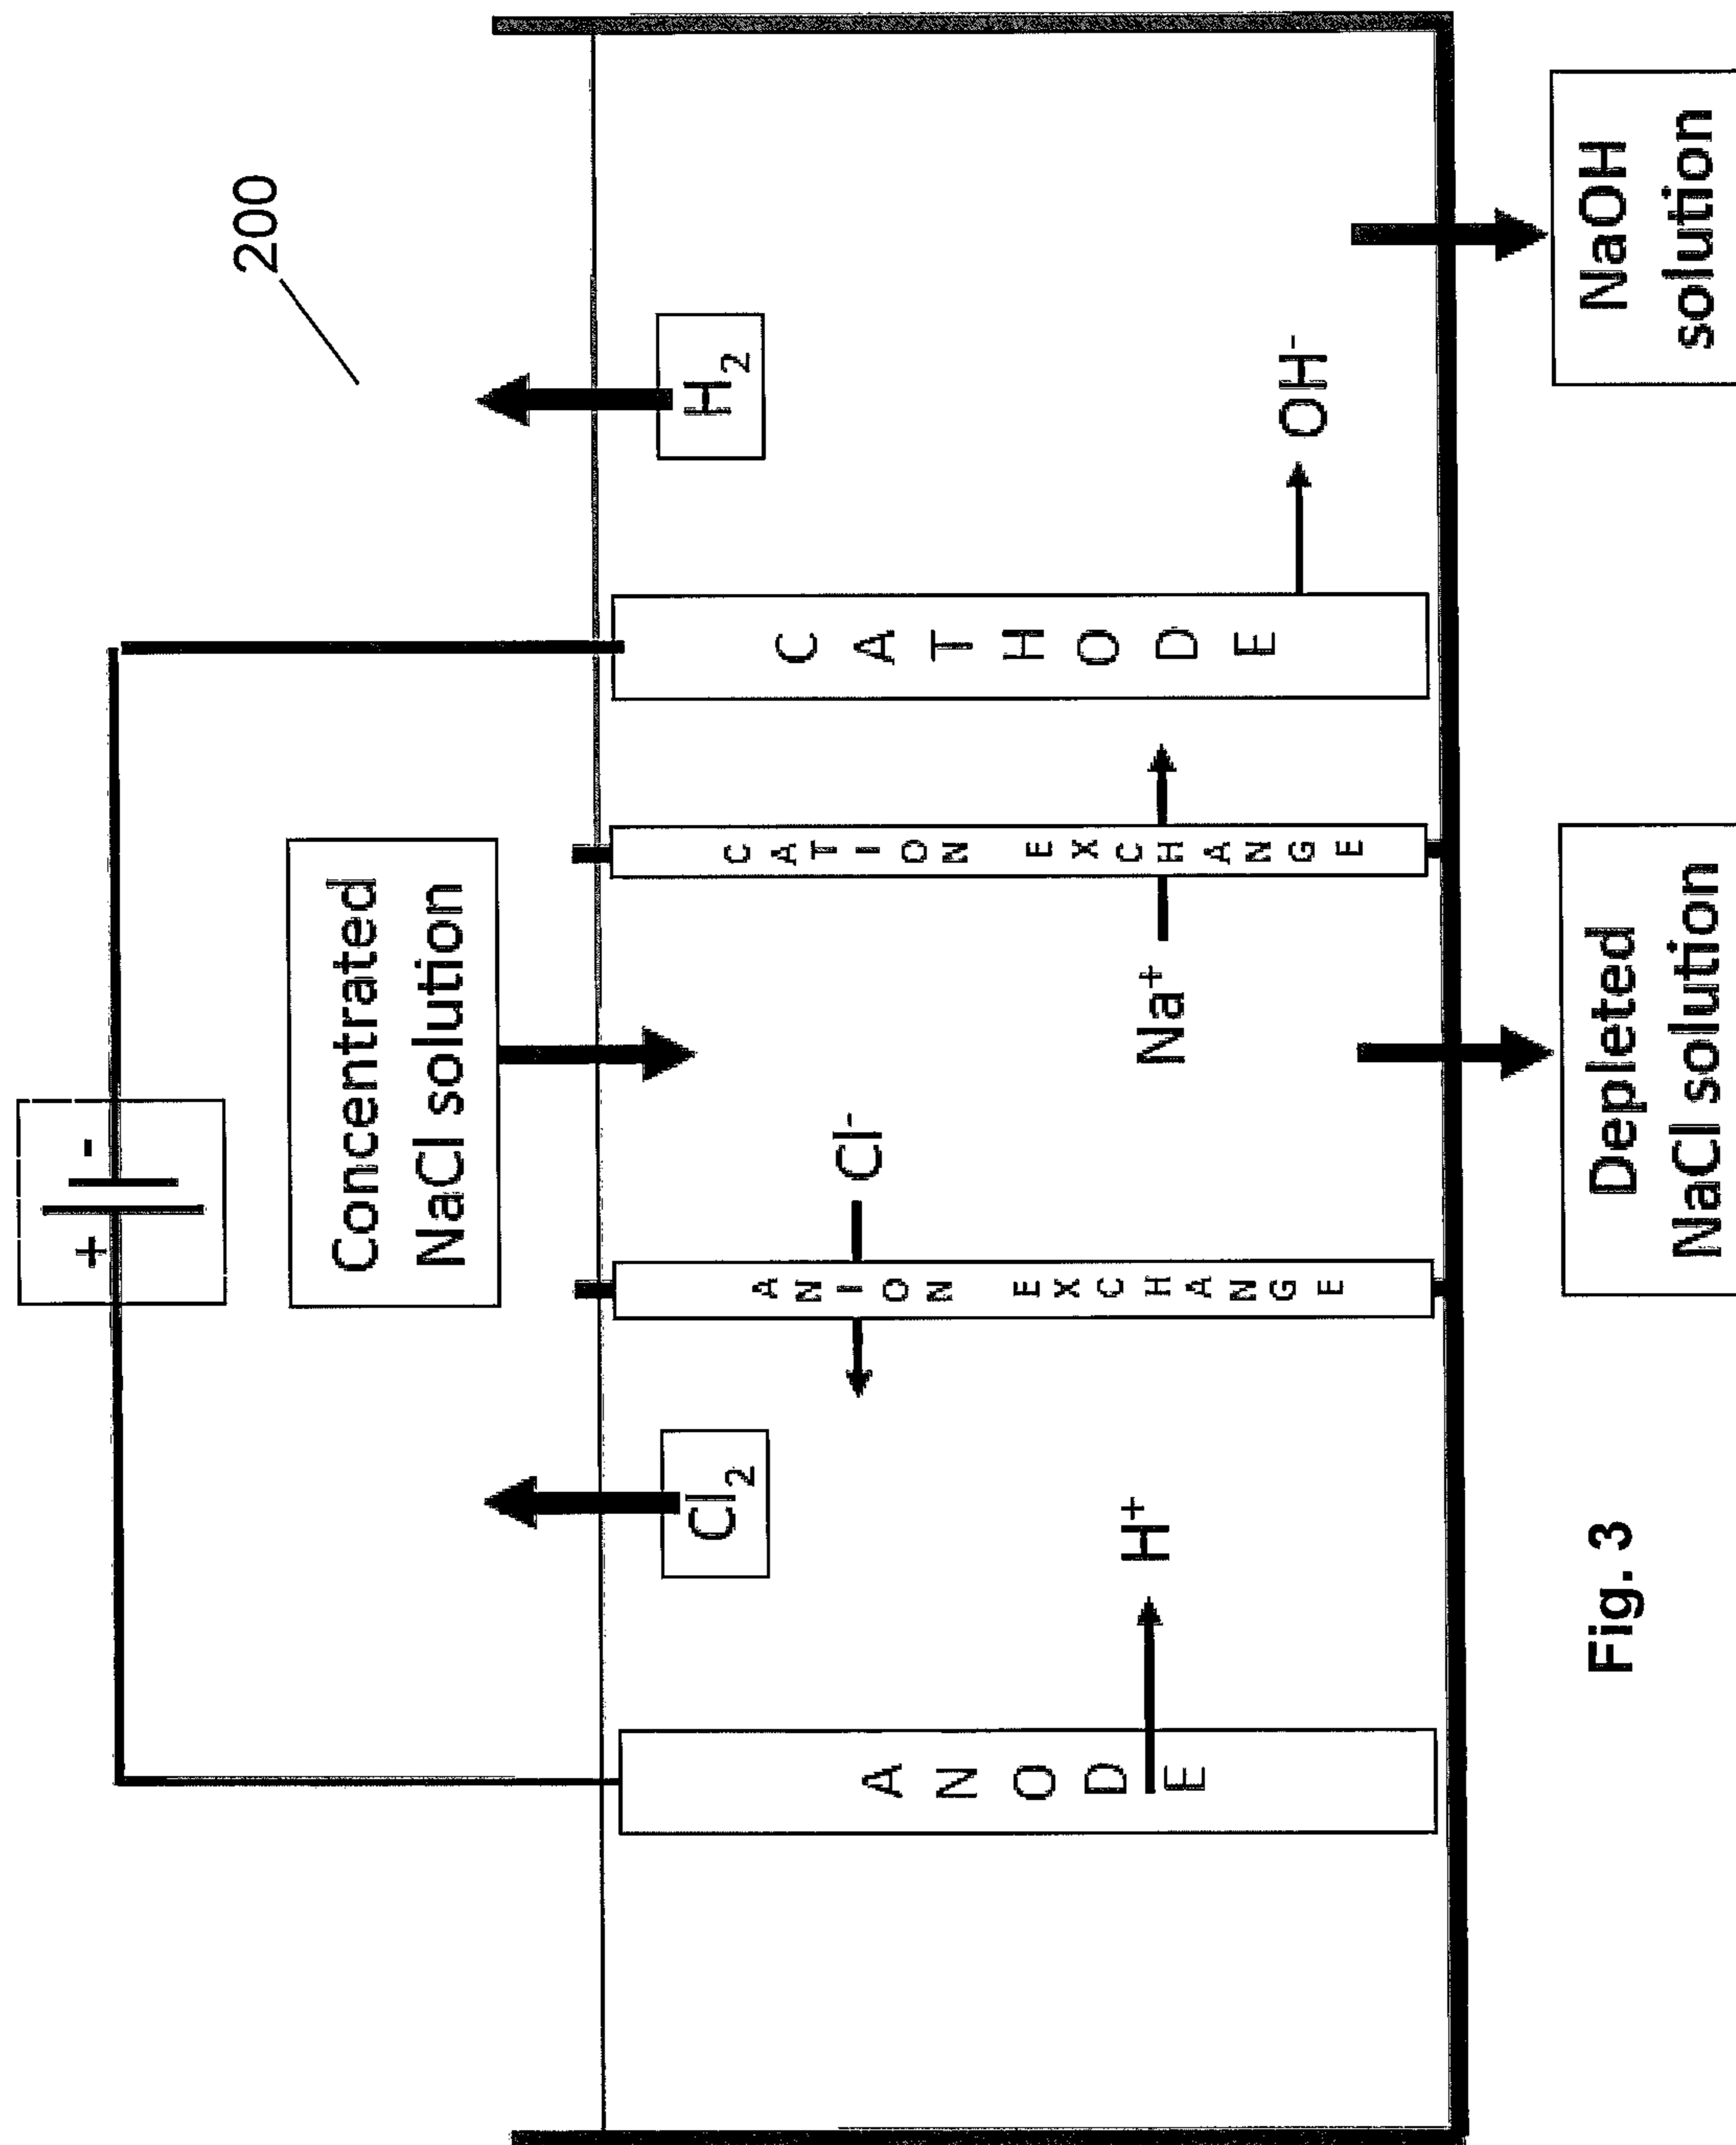 200
+ -
Concentrated
NaCl solution
Cl₂
H₂
Cl⁻
H⁺
Na⁺
OH⁻
ANODE
ANION EXCHANGE
CATION EXCHANGE
CATHODE
Depleted
NaCl solution
NaOH
solution
Fig. 3